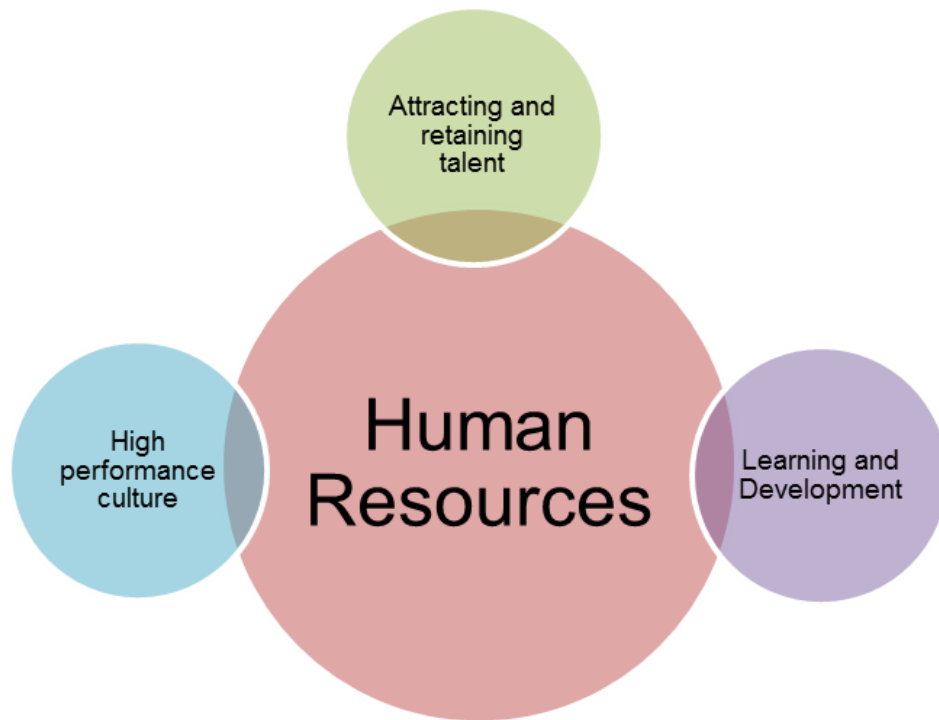 Attracting and
retaining
talent
High
performance
culture
Human
Resources
Learning and
Development